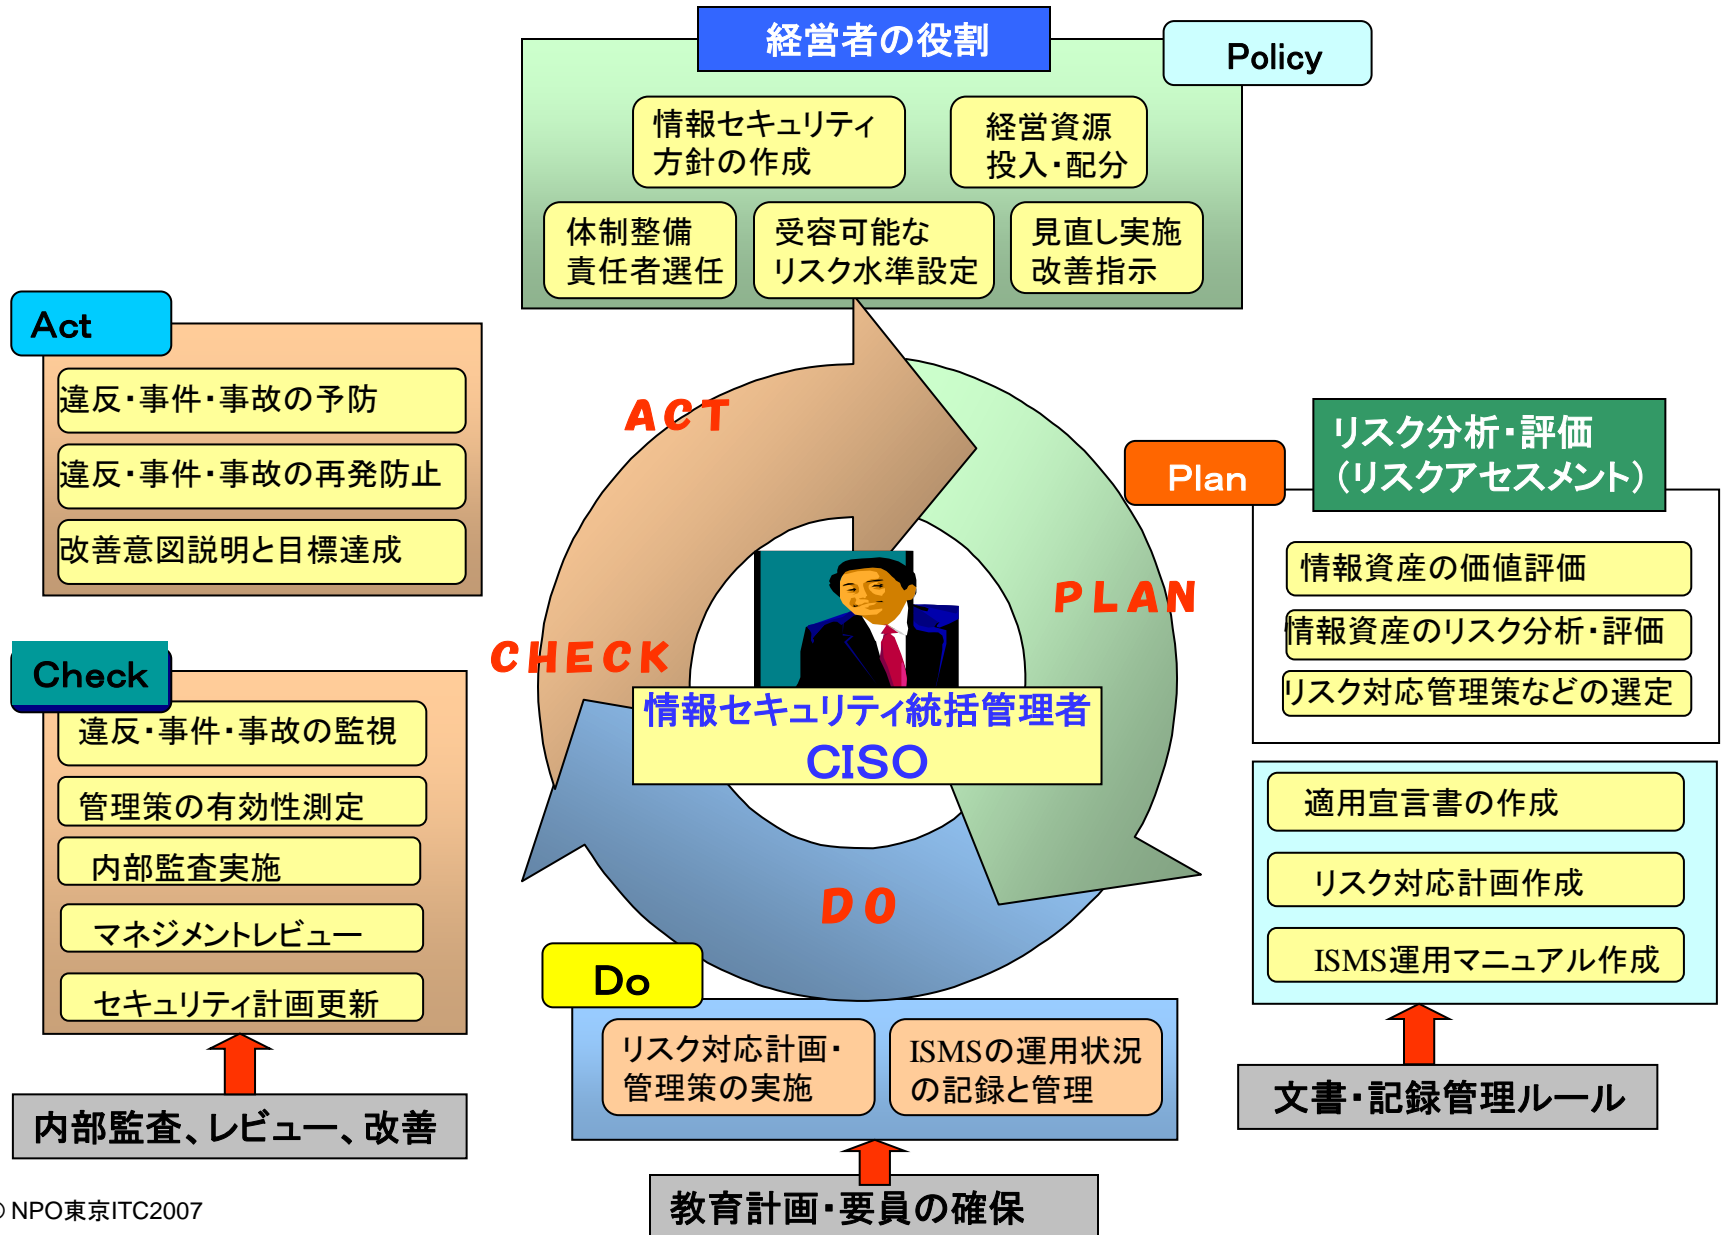 経営者の役割
Policy
情報セキュリティ
方針の作成
経営資源
投入・配分
体制整備
責任者選任
受容可能な
リスク水準設定
見直し実施
改善指示
Act
違反・事件・事故の予防
違反・事件・事故の再発防止
改善意図説明と目標達成
ACT
PLAN
CHECK
DO
情報セキュリティ統括管理者
CISO
Plan
リスク分析・評価
（リスクアセスメント）
情報資産の価値評価
情報資産のリスク分析・評価
リスク対応管理策などの選定
適用宣言書の作成
リスク対応計画作成
ISMS運用マニュアル作成
文書・記録管理ルール
Check
違反・事件・事故の監視
管理策の有効性測定
内部監査実施
マネジメントレビュー
セキュリティ計画更新
内部監査、レビュー、改善
Do
リスク対応計画・
管理策の実施
ISMSの運用状況
の記録と管理
教育計画・要員の確保
© NPO東京ITC2007